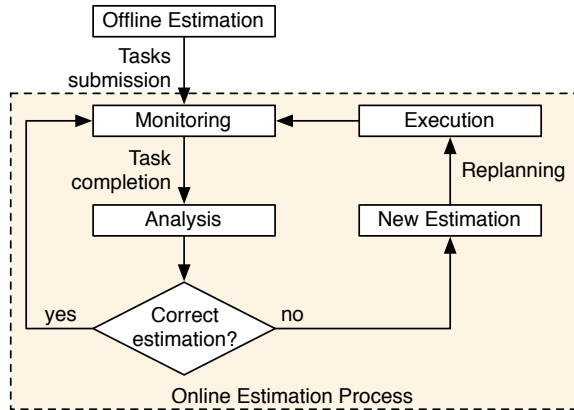 Offline Estimation
Tasks
submission
Monitoring
Execution
Task
completion
Replanning
Analysis
New Estimation
yes
Correct
estimation?
no
Online Estimation Process